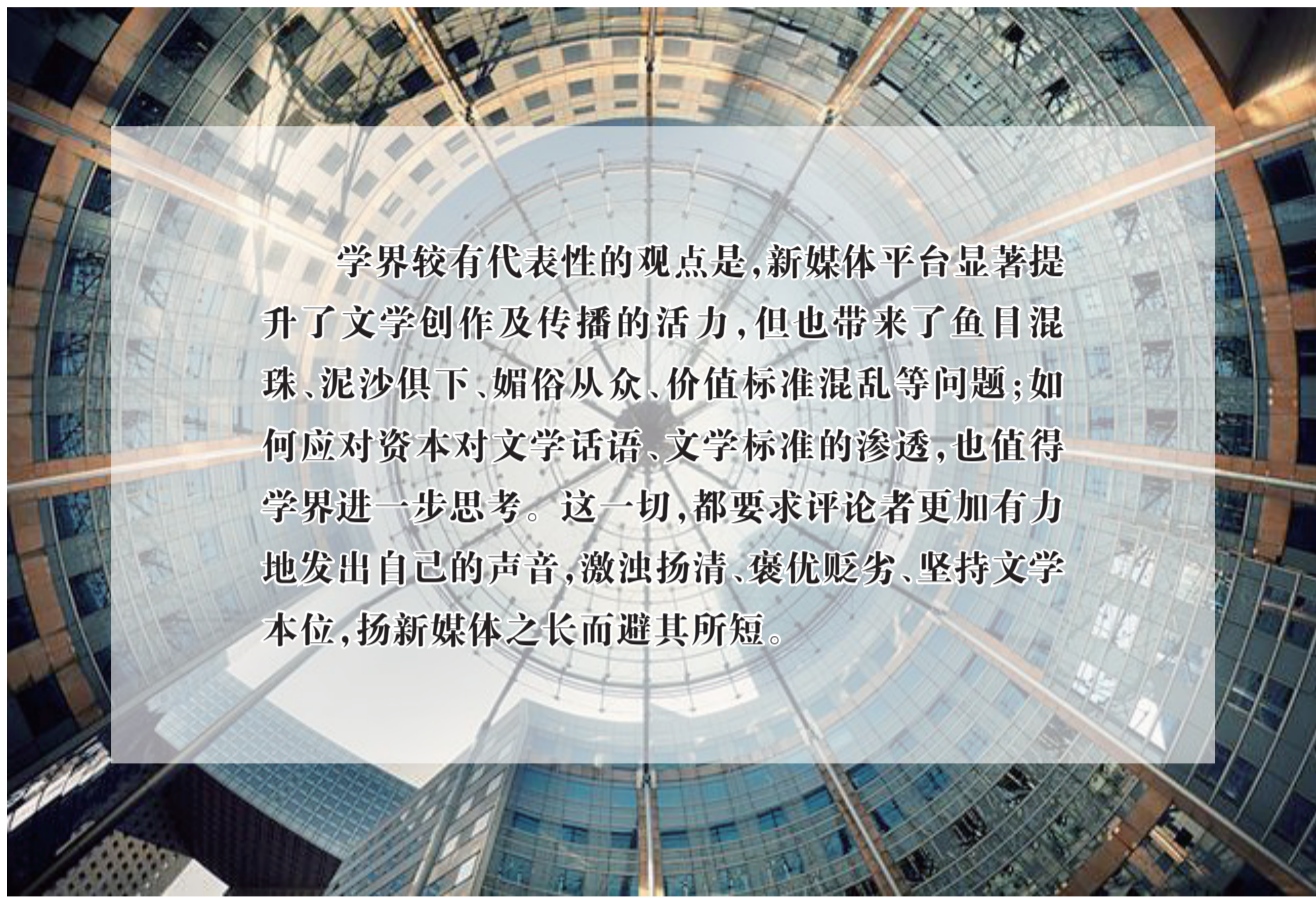 学界较有代表性的观点是,新媒体平台显著提
升了文学创作及传播的活力,但也带来了鱼目混
珠、泥沙俱下、媚俗从众、价值标准混乱等问题;如
何应对资本对文学话语、文学标准的渗透,也值得
学界进一步思考。这一切,都要求评论者更加有力
地发出自己的声音,激浊扬清、褒优贬劣、坚持文学
本位,扬新媒体之长而避其所短。